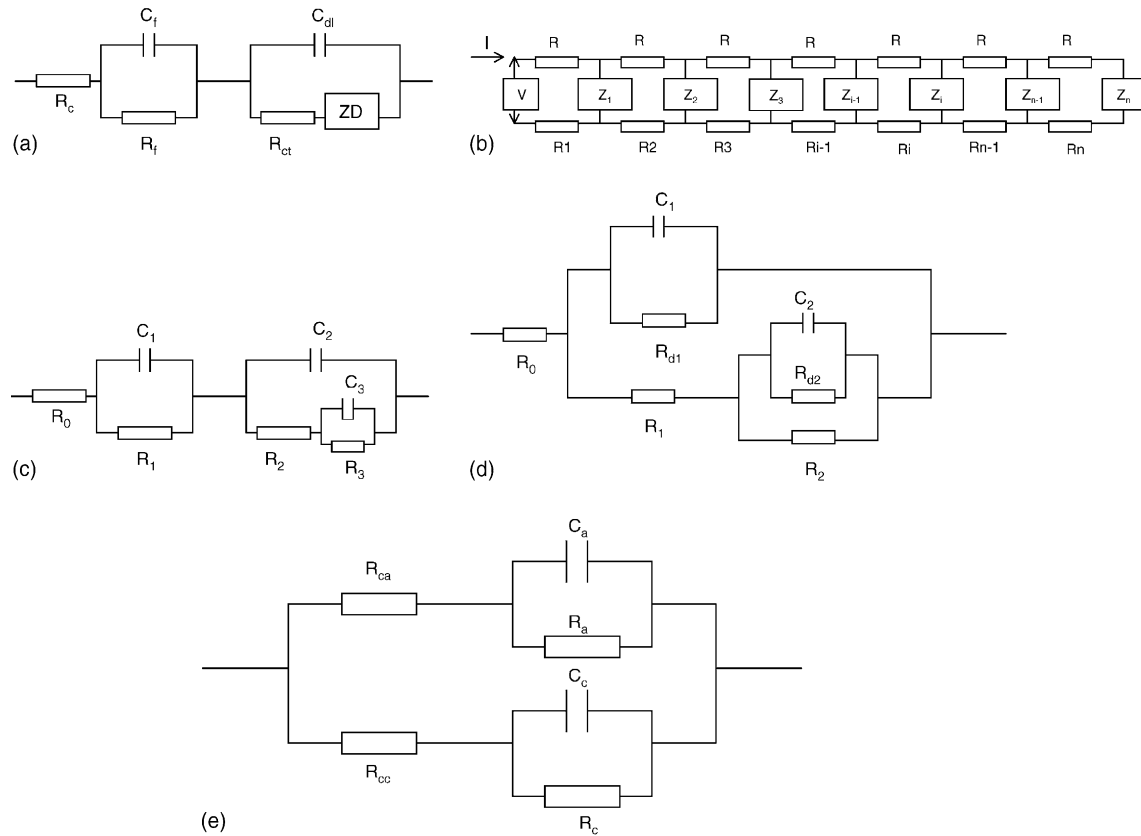 C_f
C_dl
R_c
ZD
R_f
R_ct
(a)
I
R R R R R R R
V Z_1 Z_2 Z_3 Z_i-1 Z_i Z_n-1 Z_n
R1 R2 R3 Ri-1 Ri Rn-1 Rn
(b)
C_1
C_2
C_3
R_0
R_1
R_2
R_3
(c)
C_1
C_2
R_0
R_d1
R_d2
R_1
R_2
(d)
C_a
R_ca
R_a
C_c
R_cc
R_c
(e)